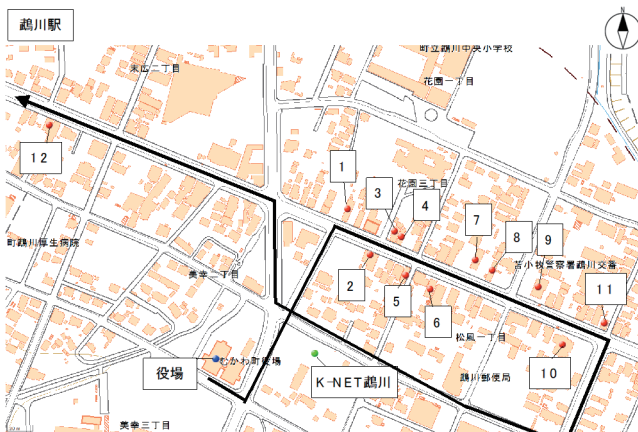 鵡川駅
町立鵡川中央小学校
末広二丁目
花園一丁目
12
1
3
4
花園三丁目
7
8
9
町鵡川厚生病院
苫小牧警察署鵡川交番
美幸二丁目
2
5
6
11
松風一丁目
役場
むかわ町役場
K-NET鵡川
鵡川郵便局
10
美幸三丁目